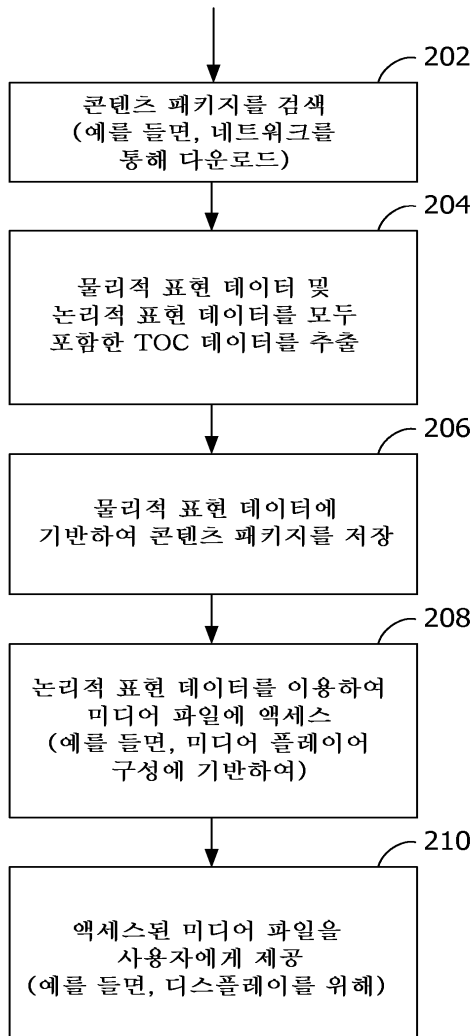 202
콘텐츠 패키지를 검색
(예를 들면, 네트워크를
통해 다운로드)
204
물리적 표현 데이터 및
논리적 표현 데이터를 모두
포함한 TOC 데이터를 추출
206
물리적 표현 데이터에
기반하여 콘텐츠 패키지를 저장
208
논리적 표현 데이터를 이용하여
미디어 파일에 액세스
(예를 들면, 미디어 플레이어
구성에 기반하여)
210
액세스된 미디어 파일을
사용자에게 제공
(예를 들면, 디스플레이를 위해)